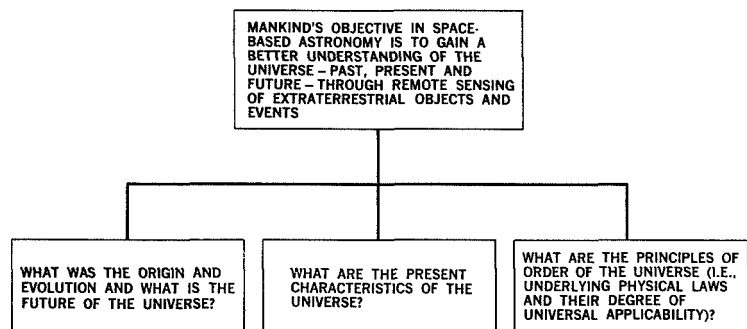 MANKIND'S OBJECTIVE IN SPACE-
BASED ASTRONOMY IS TO GAIN A
BETTER UNDERSTANDING OF THE
UNIVERSE – PAST, PRESENT AND
FUTURE – THROUGH REMOTE SENSING
OF EXTRATERRESTRIAL OBJECTS AND
EVENTS
WHAT WAS THE ORIGIN AND
EVOLUTION AND WHAT IS THE
FUTURE OF THE UNIVERSE?
WHAT ARE THE PRESENT
CHARACTERISTICS OF THE
UNIVERSE?
WHAT ARE THE PRINCIPLES OF
ORDER OF THE UNIVERSE (I.E.,
UNDERLYING PHYSICAL LAWS
AND THEIR DEGREE OF
UNIVERSAL APPLICABILITY)?